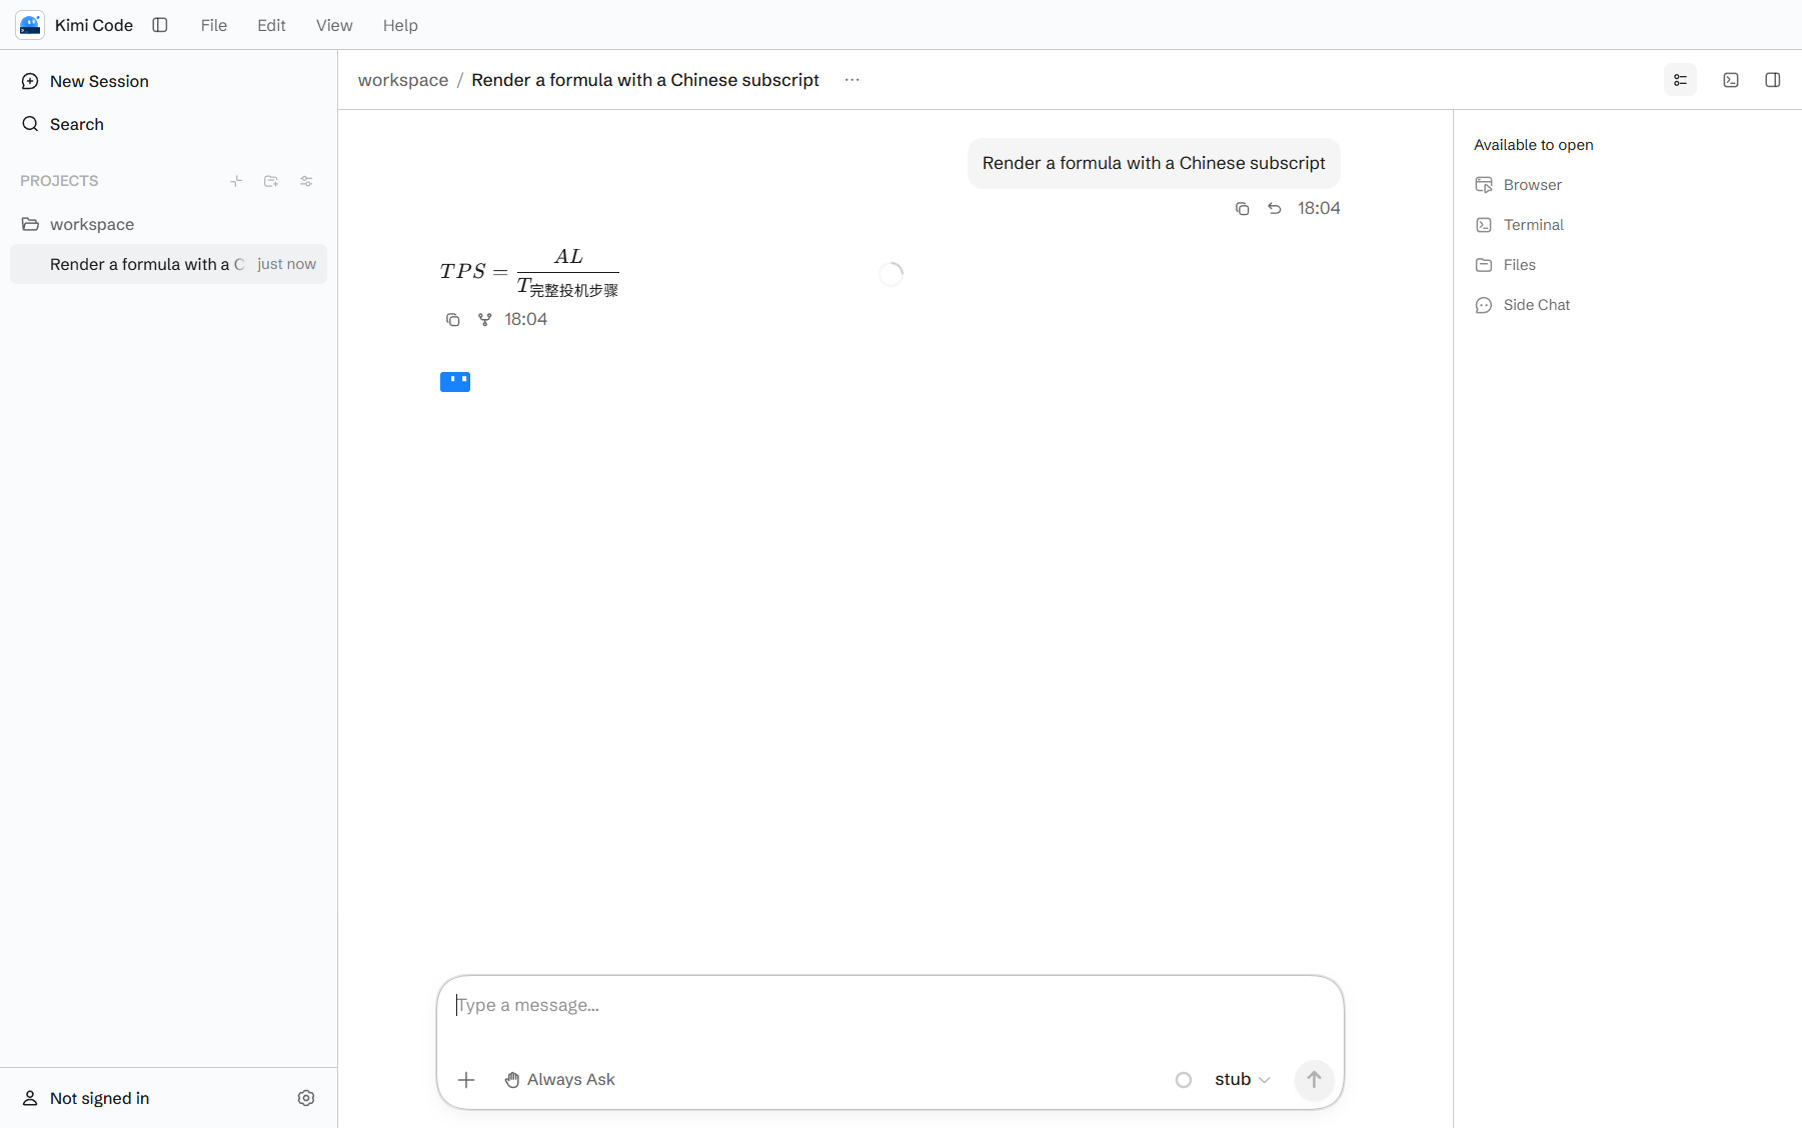 Kimi Code File Edit View Help
New Session
Search
PROJECTS
workspace
Render a formula with a C just now
Not signed in
workspace / Render a formula with a Chinese subscript ...
Render a formula with a Chinese subscript
18:04
TPS = AL / T完整投机步骤
18:04
Type a message...
Always Ask
stub
Available to open
Browser
Terminal
Files
Side Chat